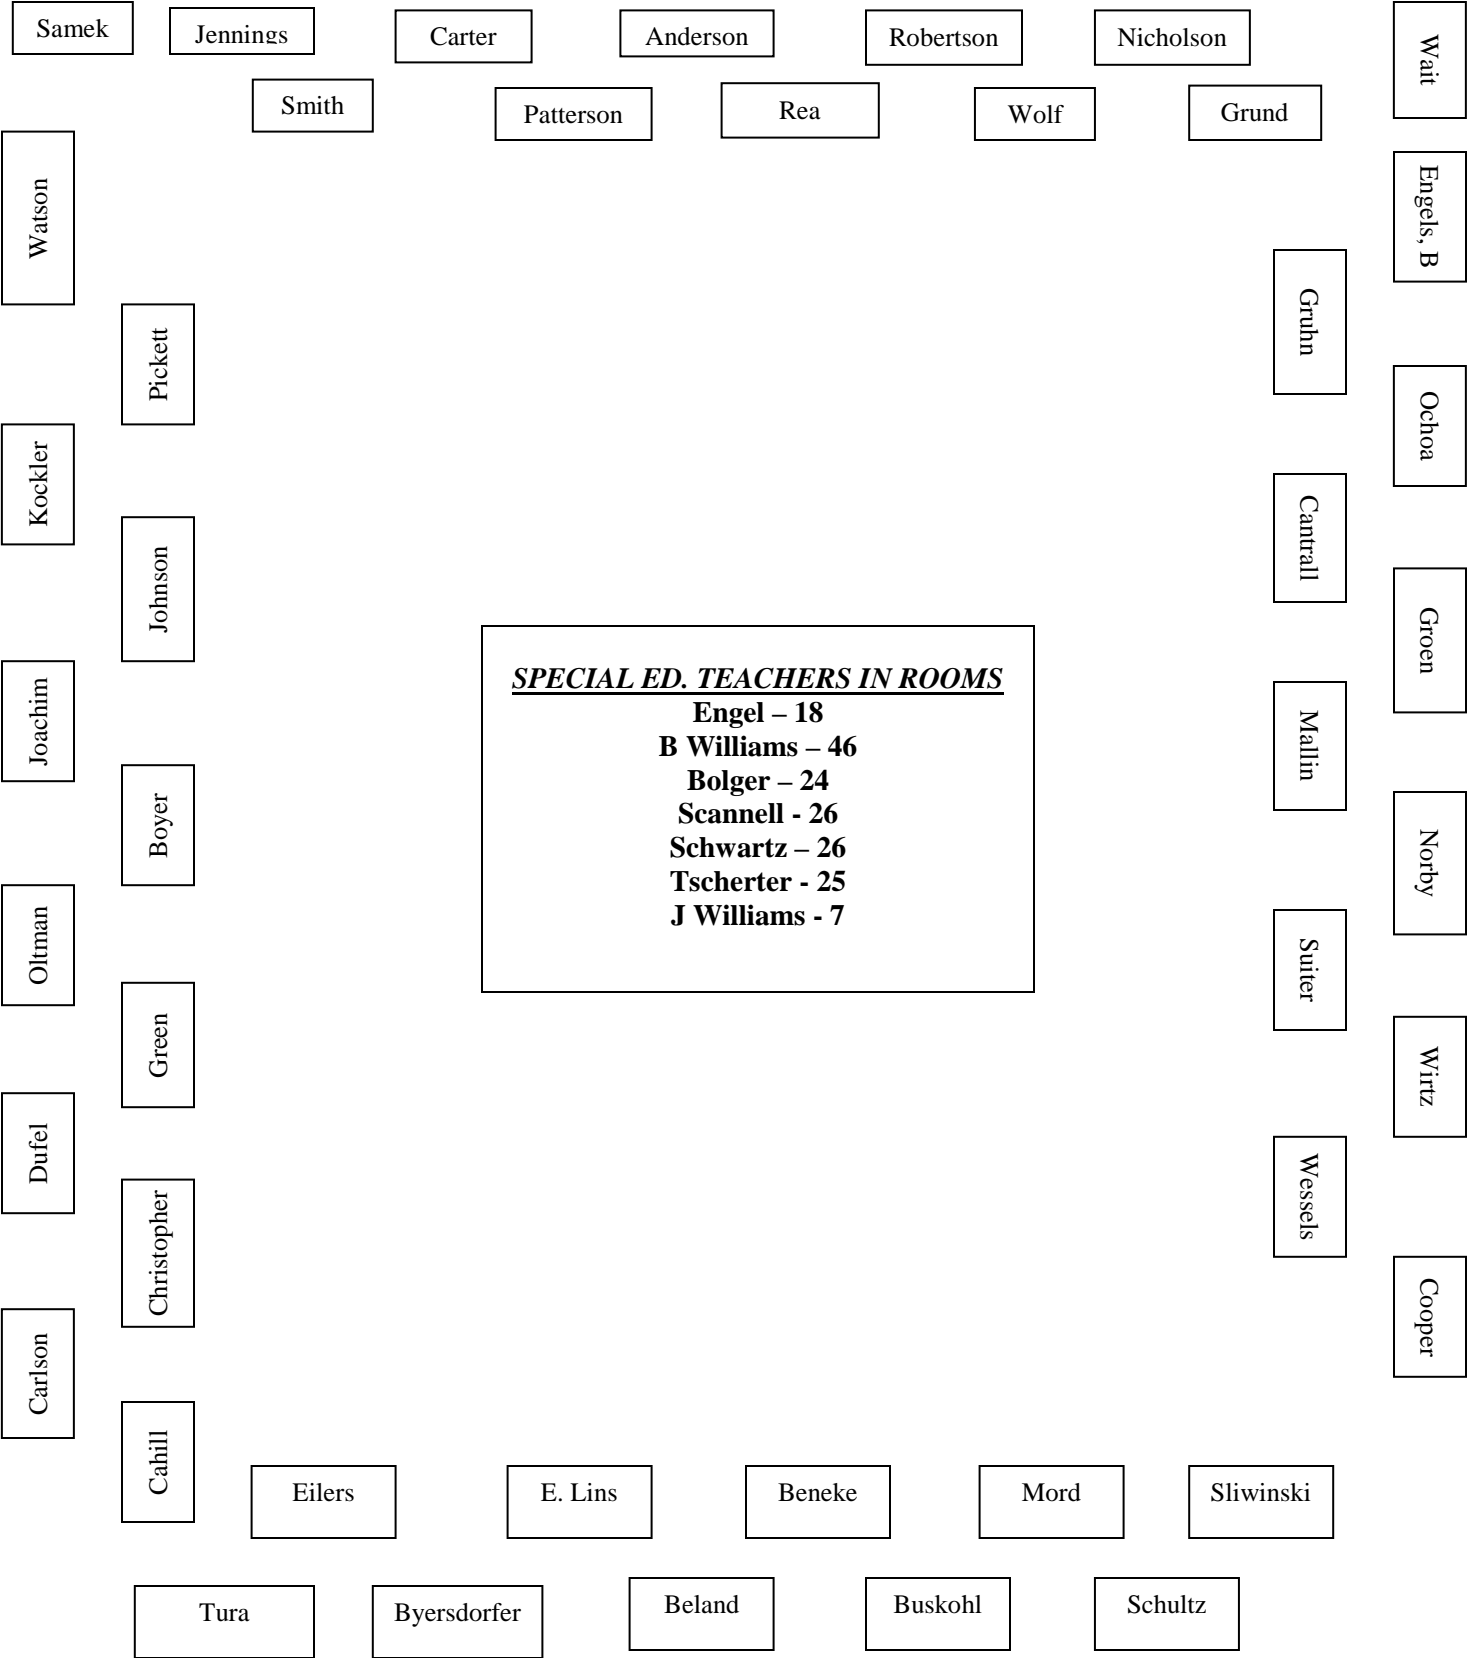 Samek
Jennings
Carter
Anderson
Robertson
Nicholson
Wait
Smith
Patterson
Rea
Wolf
Grund
Watson
Engels, B
Gruhn
Pickett
Ochoa
Kockler
Cantrall
Johnson
Groen
Joachim
Mallin
Boyer
Norby
SPECIAL ED. TEACHERS IN ROOMS
Engel – 18
B Williams – 46
Bolger – 24
Scannell - 26
Schwartz – 26
Tscherter - 25
J Williams - 7
Oltman
Suiter
Green
Wirtz
Dufel
Wessels
Christopher
Cooper
Carlson
Cahill
Eilers
E. Lins
Beneke
Mord
Sliwinski
Tura
Byersdorfer
Beland
Buskohl
Schultz